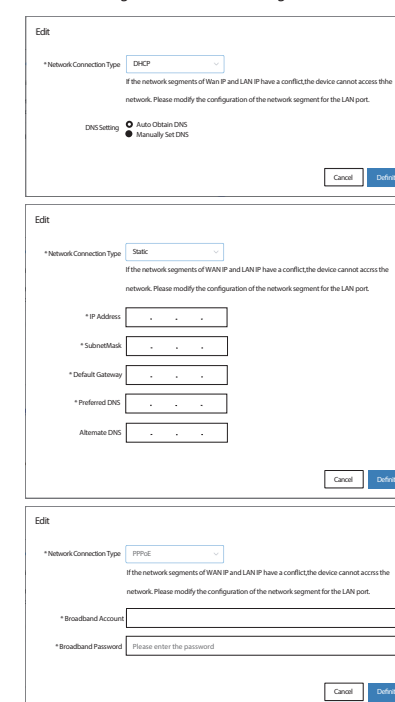 Edit
* Network Connection Type DHCP
If the network segments of Wan IP and LAN IP have a conflict,the device cannot access thhe
network. Please modify the configuration of the network segment for the LAN port.
DNS Setting Auto Obtain DNS
Manually Set DNS
Cancel
Edit
* Network Connection Type Static
If the network segments of WAN IP and LAN IP have a conflict,the device cannot accrss the
network. Please modify the configuration of the network segment for the LAN port.
* IP Address . . .
* SubnetMask . . .
* Default Gateway . . .
* Preferred DNS . . .
Alternate DNS . . .
Cancel
Edit
* Network Connection Type PPPoE
If the network segments of WAN IP and LAN IP have a conflict,the device cannot accrss the
network. Please modify the configuration of the network segment for the LAN port.
* Broadband Account
* Broadband Password Please enter the password
Cancel